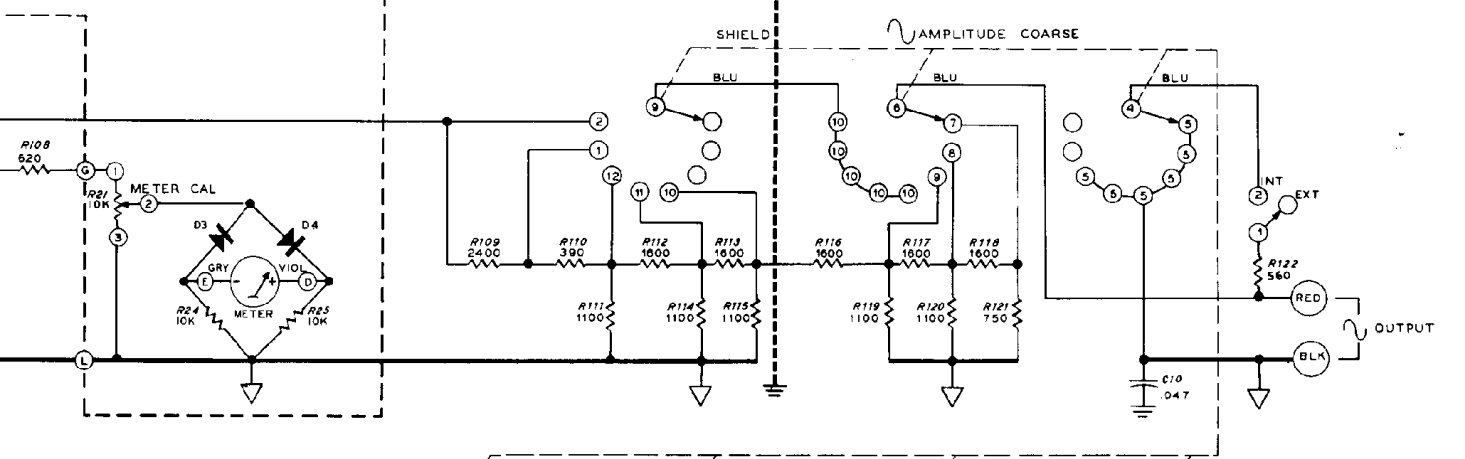 SHIELD
AMPLITUDE COARSE
BLU
BLU
BLU
9
6
4
2
10
7
5
1
10
8
5
12
11
10
10
10
10
9
5
6
5
5
R108
620
G
1
R21
10K
METER CAL
2
3
INT
2
EXT
1
D3
D4
GRY
VIOL
E
-
+
D
METER
R24
10K
R25
10K
R109
2400
R110
390
R112
1600
R113
1600
R116
1600
R117
1600
R118
1600
R122
560
R111
1100
R114
1100
R115
1100
R119
1100
R120
1100
R121
750
RED
OUTPUT
L
BLK
C10
.047